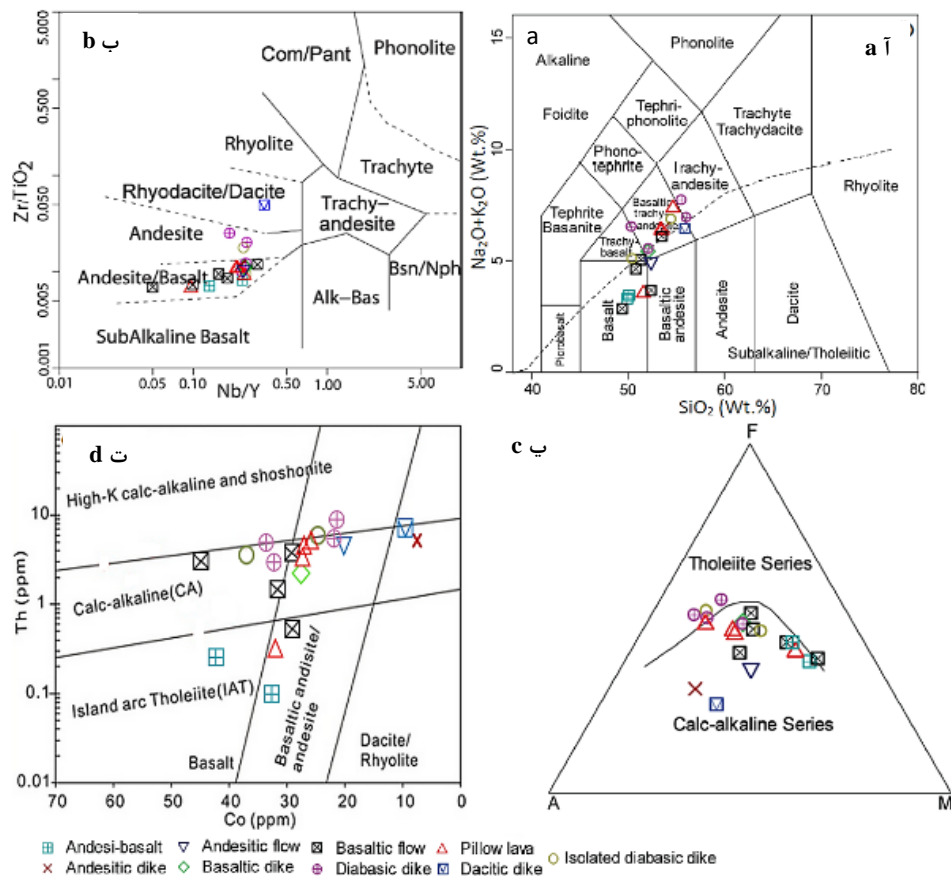 b ب
5.000
0.500
0.050
0.005
0.001
Zr/TiO2
Com/Pant
Phonolite
Rhyolite
Trachyte
Rhyodacite/Dacite
Trachy–
andesite
Andesite
Andesite/Basalt
Bsn/Nph
Alk–Bas
SubAlkaline Basalt
0.01
0.05
0.10
0.50
1.00
5.00
Nb/Y
a
a آ
15
10
5
0
Na2O+K2O (Wt.%)
Alkaline
Phonolite
Foidite
Tephri-
phonolite
Trachyte
Trachydacite
Phono-
tephrite
Trachy-
andesite
Rhyolite
Tephrite
Basanite
Basaltic
trachy
andesite
Trachy-
basalt
Picrobasalt
Basalt
Basaltic
andesite
Andesite
Dacite
Subalkaline/Tholeiitic
40
50
60
70
80
SiO2 (Wt.%)
d ت
10
1
0.1
0.01
Th (ppm)
High-K calc-alkaline and shoshonite
Calc-alkaline(CA)
Island arc Tholeiite(IAT)
Basalt
Basaltic andisite/
andesite
Dacite/
Rhyolite
70
60
50
40
30
20
10
0
Co (ppm)
F
Tholeiite Series
Calc-alkaline Series
A
M
Andesi-basalt
Andesitic flow
Basaltic flow
Pillow lava
Isolated diabasic dike
Andesitic dike
Basaltic dike
Diabasic dike
Dacitic dike